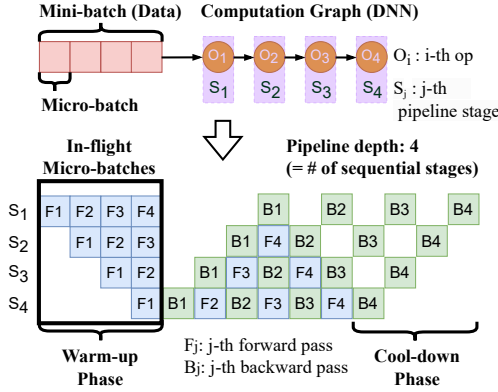 Mini-batch (Data)
Computation Graph (DNN)
O1 O2 O3 O4
Oi : i-th op
Micro-batch
S1 S2 S3 S4
Sj : j-th
pipeline stage
In-flight
Micro-batches
Pipeline depth: 4
(= # of sequential stages)
S1 F1 F2 F3 F4 B1 B2 B3 B4
S2 F1 F2 F3 B1 F4 B2 B3 B4
S3 F1 F2 B1 F3 B2 F4 B3 B4
S4 F1 B1 F2 B2 F3 B3 F4 B4
Warm-up
Phase
Fj: j-th forward pass
Bj: j-th backward pass
Cool-down
Phase